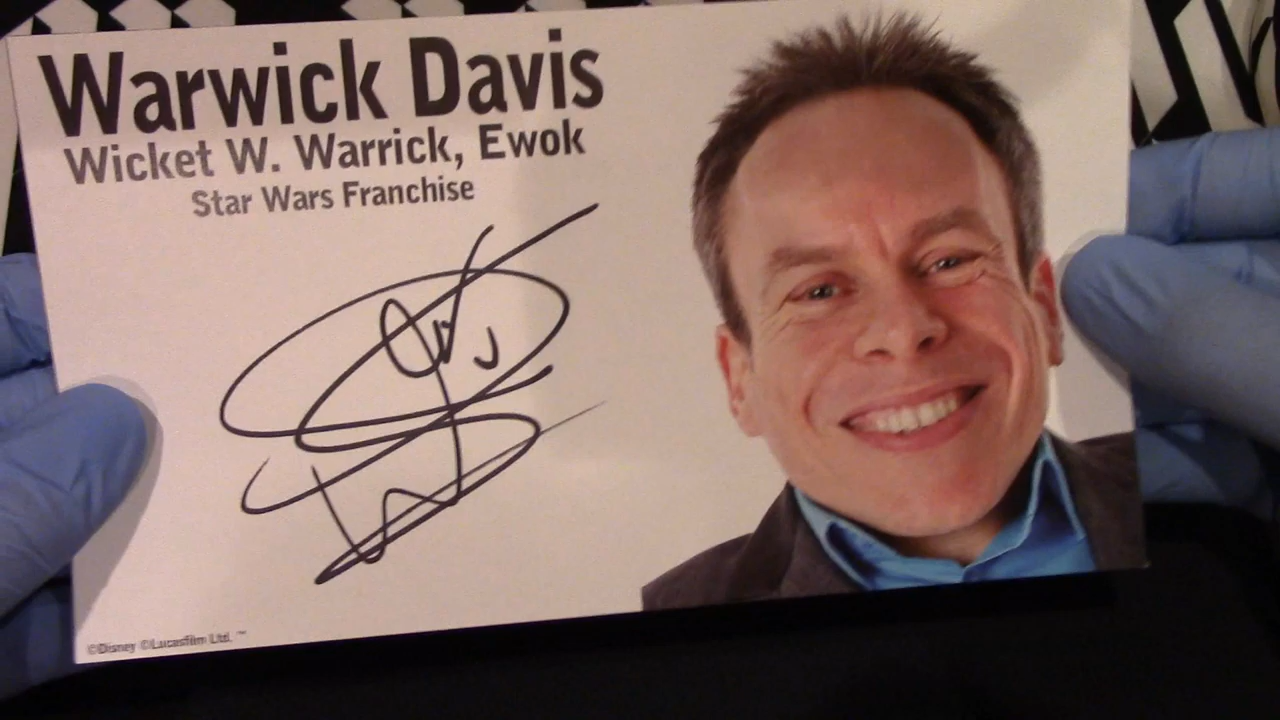 Warwick Davis
Wicket W. Warrick, Ewok
Star Wars Franchise
©Disney ©Lucasfilm Ltd. ™